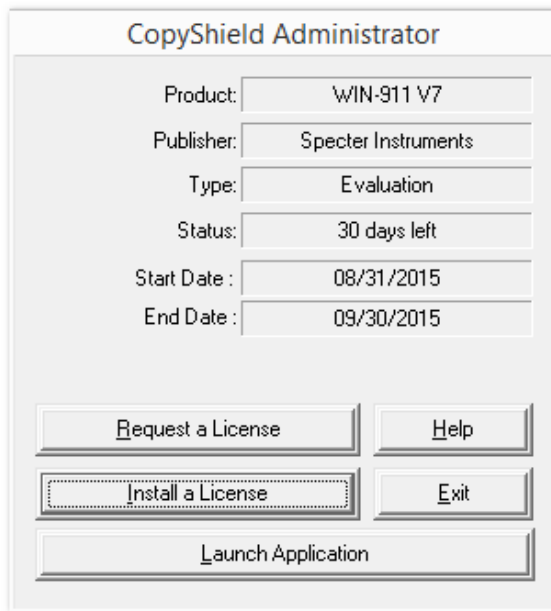 CopyShield Administrator
Product: WIN-911 V7
Publisher: Specter Instruments
Type: Evaluation
Status: 30 days left
Start Date : 08/31/2015
End Date : 09/30/2015
Request a License Help
Install a License Exit
Launch Application